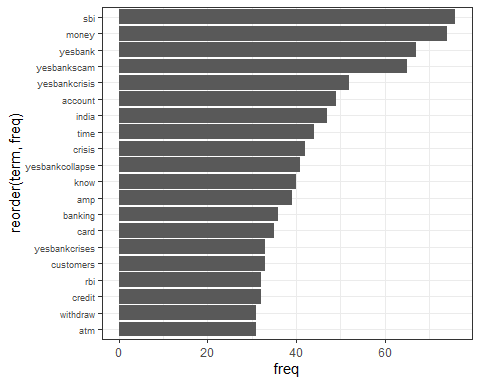 sbi
money
yesbank
yesbankscam
yesbankcrisis
account
india
time
crisis
yesbankcollapse
know
amp
banking
card
yesbankcrises
customers
rbi
credit
withdraw
atm
reorder(term, freq)
0 20 40 60
freq